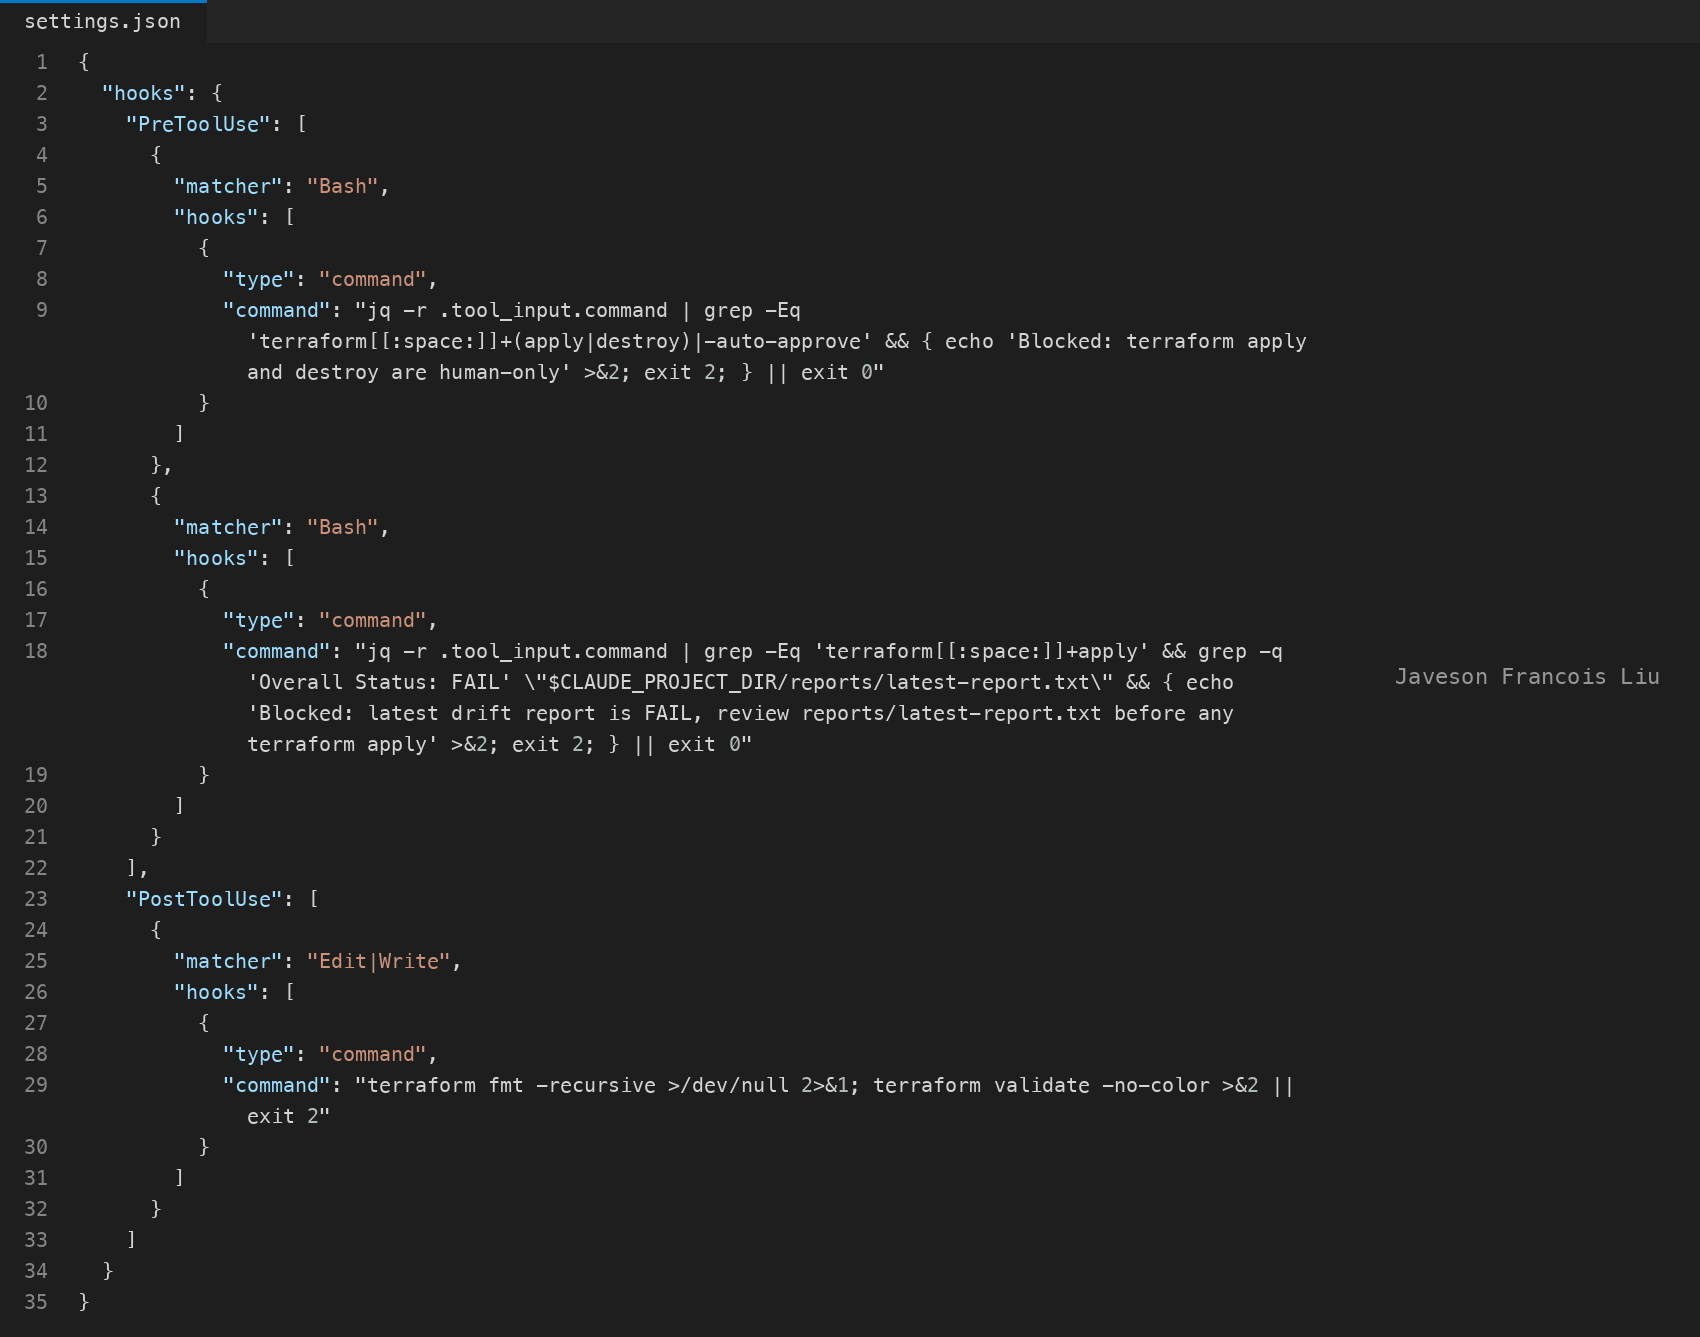 settings.json
1 {
2   "hooks": {
3     "PreToolUse": [
4       {
5         "matcher": "Bash",
6         "hooks": [
7           {
8             "type": "command",
9             "command": "jq -r .tool_input.command | grep -Eq
'terraform[[:space:]]+(apply|destroy)|-auto-approve' && { echo 'Blocked: terraform apply
and destroy are human-only' >&2; exit 2; } || exit 0"
10           }
11         ]
12       },
13       {
14         "matcher": "Bash",
15         "hooks": [
16           {
17             "type": "command",
18             "command": "jq -r .tool_input.command | grep -Eq 'terraform[[:space:]]+apply' && grep -q
'Overall Status: FAIL' \"$CLAUDE_PROJECT_DIR/reports/latest-report.txt\" && { echo
'Blocked: latest drift report is FAIL, review reports/latest-report.txt before any
terraform apply' >&2; exit 2; } || exit 0"
19           }
20         ]
21       }
22     ],
23     "PostToolUse": [
24       {
25         "matcher": "Edit|Write",
26         "hooks": [
27           {
28             "type": "command",
29             "command": "terraform fmt -recursive >/dev/null 2>&1; terraform validate -no-color >&2 ||
exit 2"
30           }
31         ]
32       }
33     ]
34   }
35 }
Javeson Francois Liu